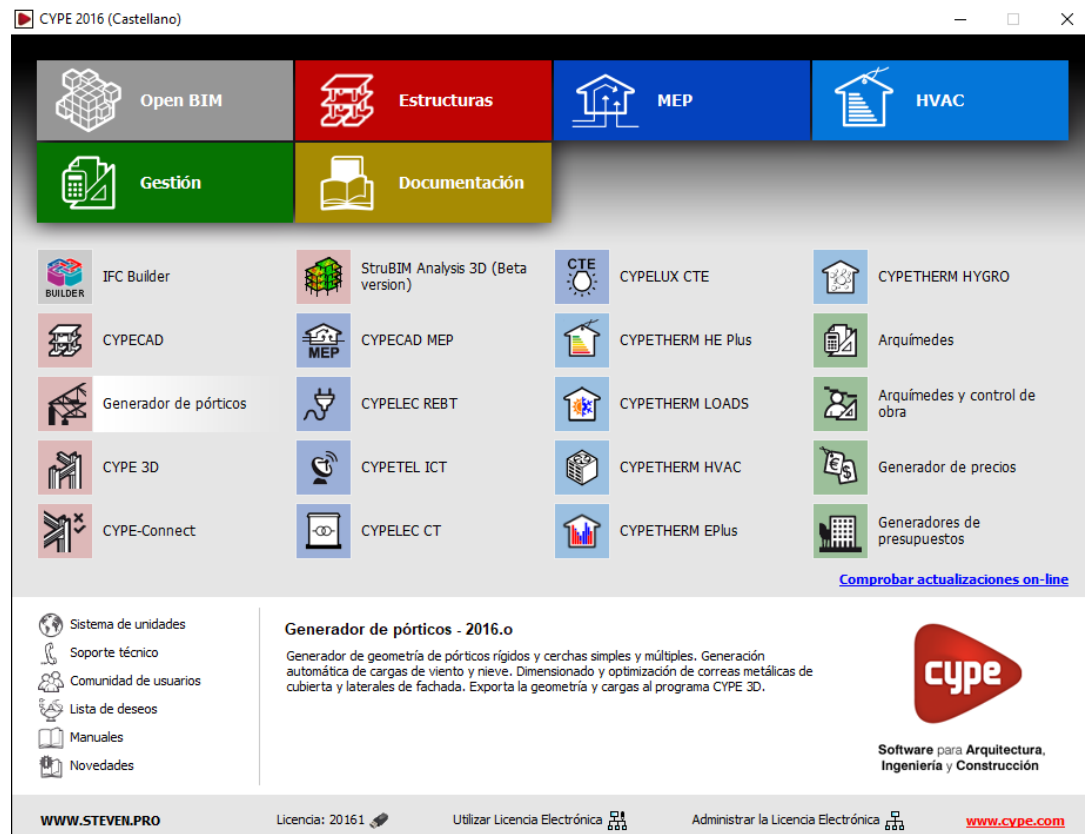 CYPE 2016 (Castellano)
Open BIM
Estructuras
MEP
HVAC
Gestión
Documentación
BUILDER
IFC Builder
StruBIM Analysis 3D (Beta
version)
CTE
CYPELUX CTE
CYPETHERM HYGRO
CYPECAD
MEP
CYPECAD MEP
CYPETHERM HE Plus
Arquímedes
Generador de pórticos
CYPELEC REBT
CYPETHERM LOADS
Arquímedes y control de
obra
CYPE 3D
CYPETEL ICT
CYPETHERM HVAC
€$
Generador de precios
CYPE-Connect
CYPELEC CT
CYPETHERM EPlus
Generadores de
presupuestos
Comprobar actualizaciones on-line
Sistema de unidades
Soporte técnico
Comunidad de usuarios
Lista de deseos
Manuales
Novedades
Generador de pórticos - 2016.o
Generador de geometría de pórticos rígidos y cerchas simples y múltiples. Generación
automática de cargas de viento y nieve. Dimensionado y optimización de correas metálicas de
cubierta y laterales de fachada. Exporta la geometría y cargas al programa CYPE 3D.
cype
Software para Arquitectura,
Ingeniería y Construcción
WWW.STEVEN.PRO
Licencia: 20161
Utilizar Licencia Electrónica
Administrar la Licencia Electrónica
www.cype.com